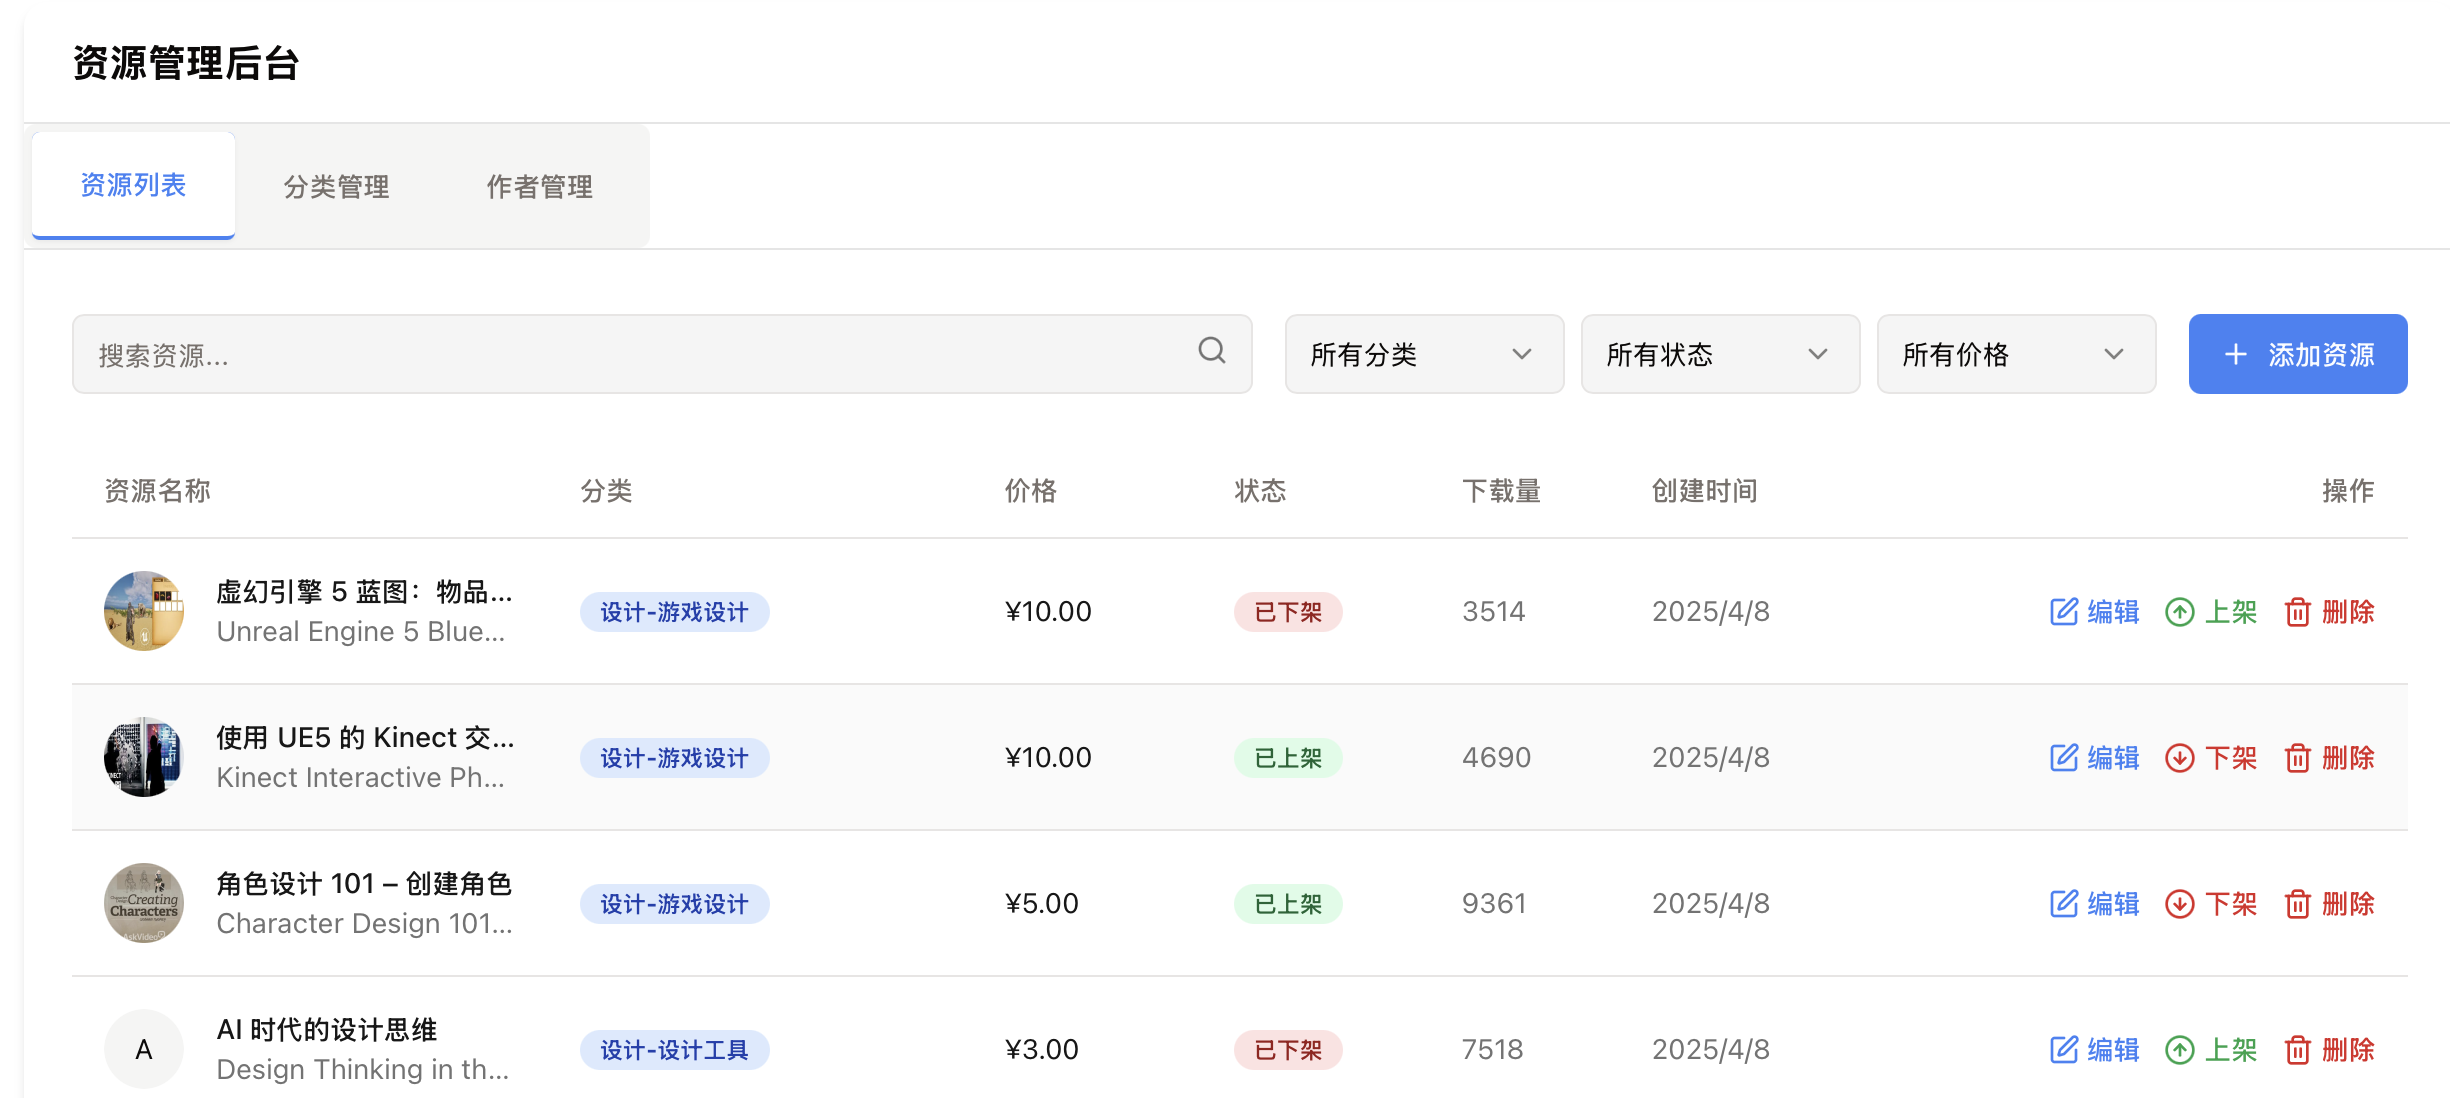 资源管理后台
资源列表 分类管理 作者管理
搜索资源... 所有分类 所有状态 所有价格 添加资源
资源名称 分类 价格 状态 下载量 创建时间 操作
虚幻引擎 5 蓝图：物品...
Unreal Engine 5 Blue...
设计-游戏设计 ¥10.00 已下架 3514 2025/4/8 编辑 上架 删除
使用 UE5 的 Kinect 交...
Kinect Interactive Ph...
设计-游戏设计 ¥10.00 已上架 4690 2025/4/8 编辑 下架 删除
Creating
Characters
AskVideo
角色设计 101 – 创建角色
Character Design 101...
设计-游戏设计 ¥5.00 已上架 9361 2025/4/8 编辑 下架 删除
A
AI 时代的设计思维
Design Thinking in th...
设计-设计工具 ¥3.00 已下架 7518 2025/4/8 编辑 上架 删除